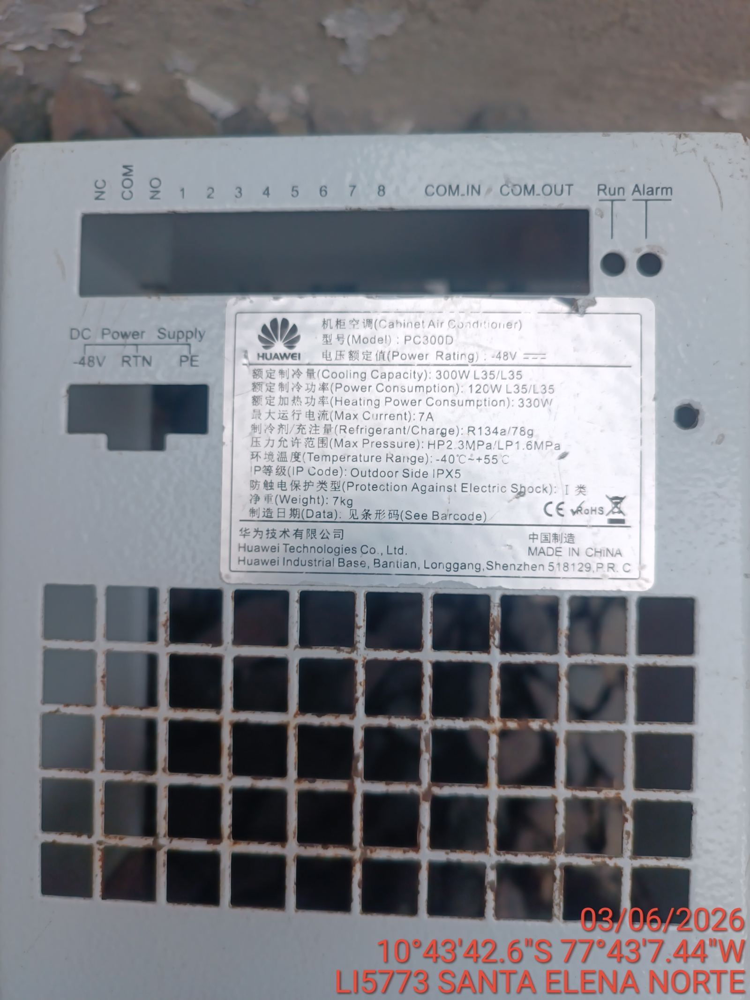 NC COM NO 1 2 3 4 5 6 7 8 COM_IN COM_OUT Run Alarm
DC Power Supply
-48V RTN PE
HUAWEI
机柜空调(Cabinet Air Conditioner)
型号(Model) : PC300D
电压额定值(Power Rating) : -48V ⎓
额定制冷量(Cooling Capacity): 300W L35/L35
额定制冷功率(Power Consumption): 120W L35/L35
额定加热功率(Heating Power Consumption): 330W
最大运行电流(Max Current): 7A
制冷剂/充注量(Refrigerant/Charge): R134a/78g
压力允许范围(Max Pressure): HP2.3MPa/LP1.6MPa
环境温度(Temperature Range): -40℃~+55℃
IP等级(IP Code): Outdoor Side IPX5
防触电保护类型(Protection Against Electric Shock): I 类
净重(Weight): 7kg
制造日期(Data): 见条形码(See Barcode)
CE RoHS
华为技术有限公司
中国制造
Huawei Technologies Co., Ltd.
MADE IN CHINA
Huawei Industrial Base, Bantian, Longgang,Shenzhen 518129,P.R. C
03/06/2026
10°43'42.6"S 77°43'7.44"W
LI5773 SANTA ELENA NORTE